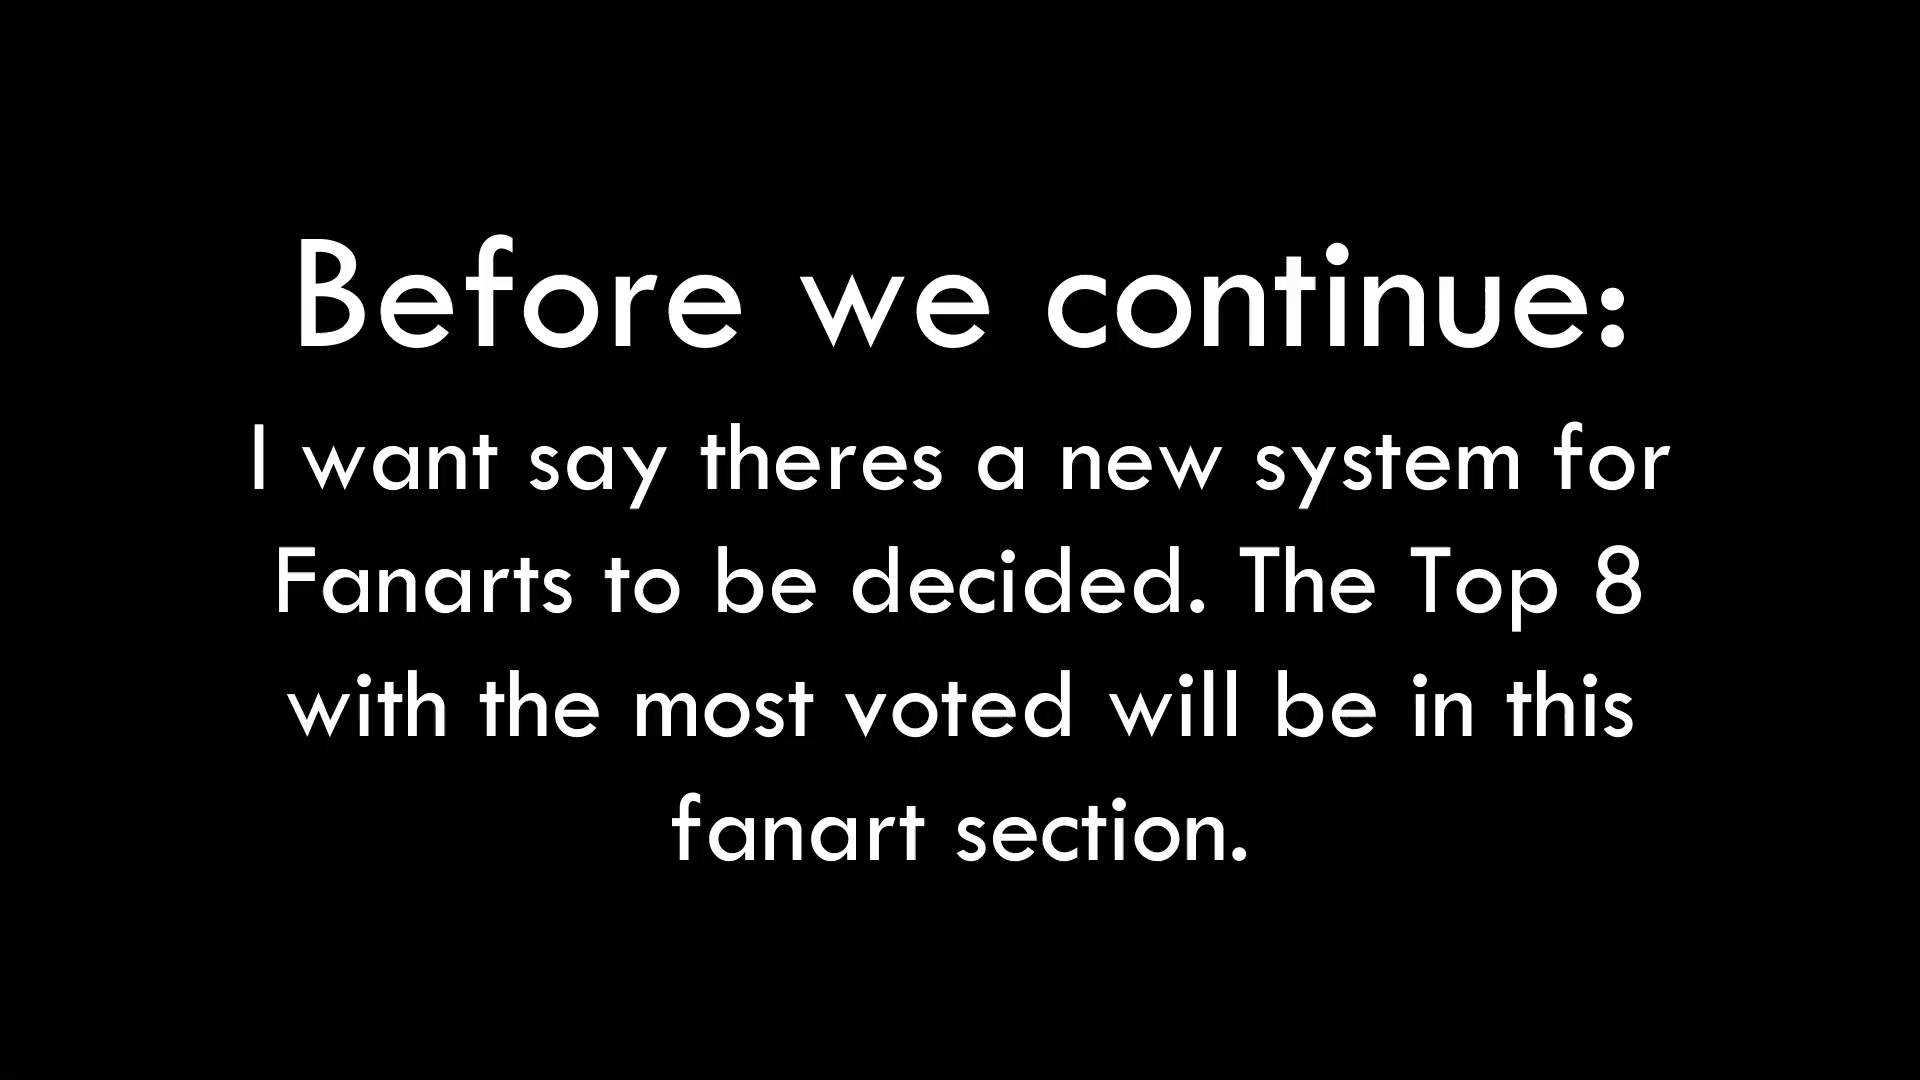 Before we continue:
I want say theres a new system for
Fanarts to be decided. The Top 8
with the most voted will be in this
fanart section.